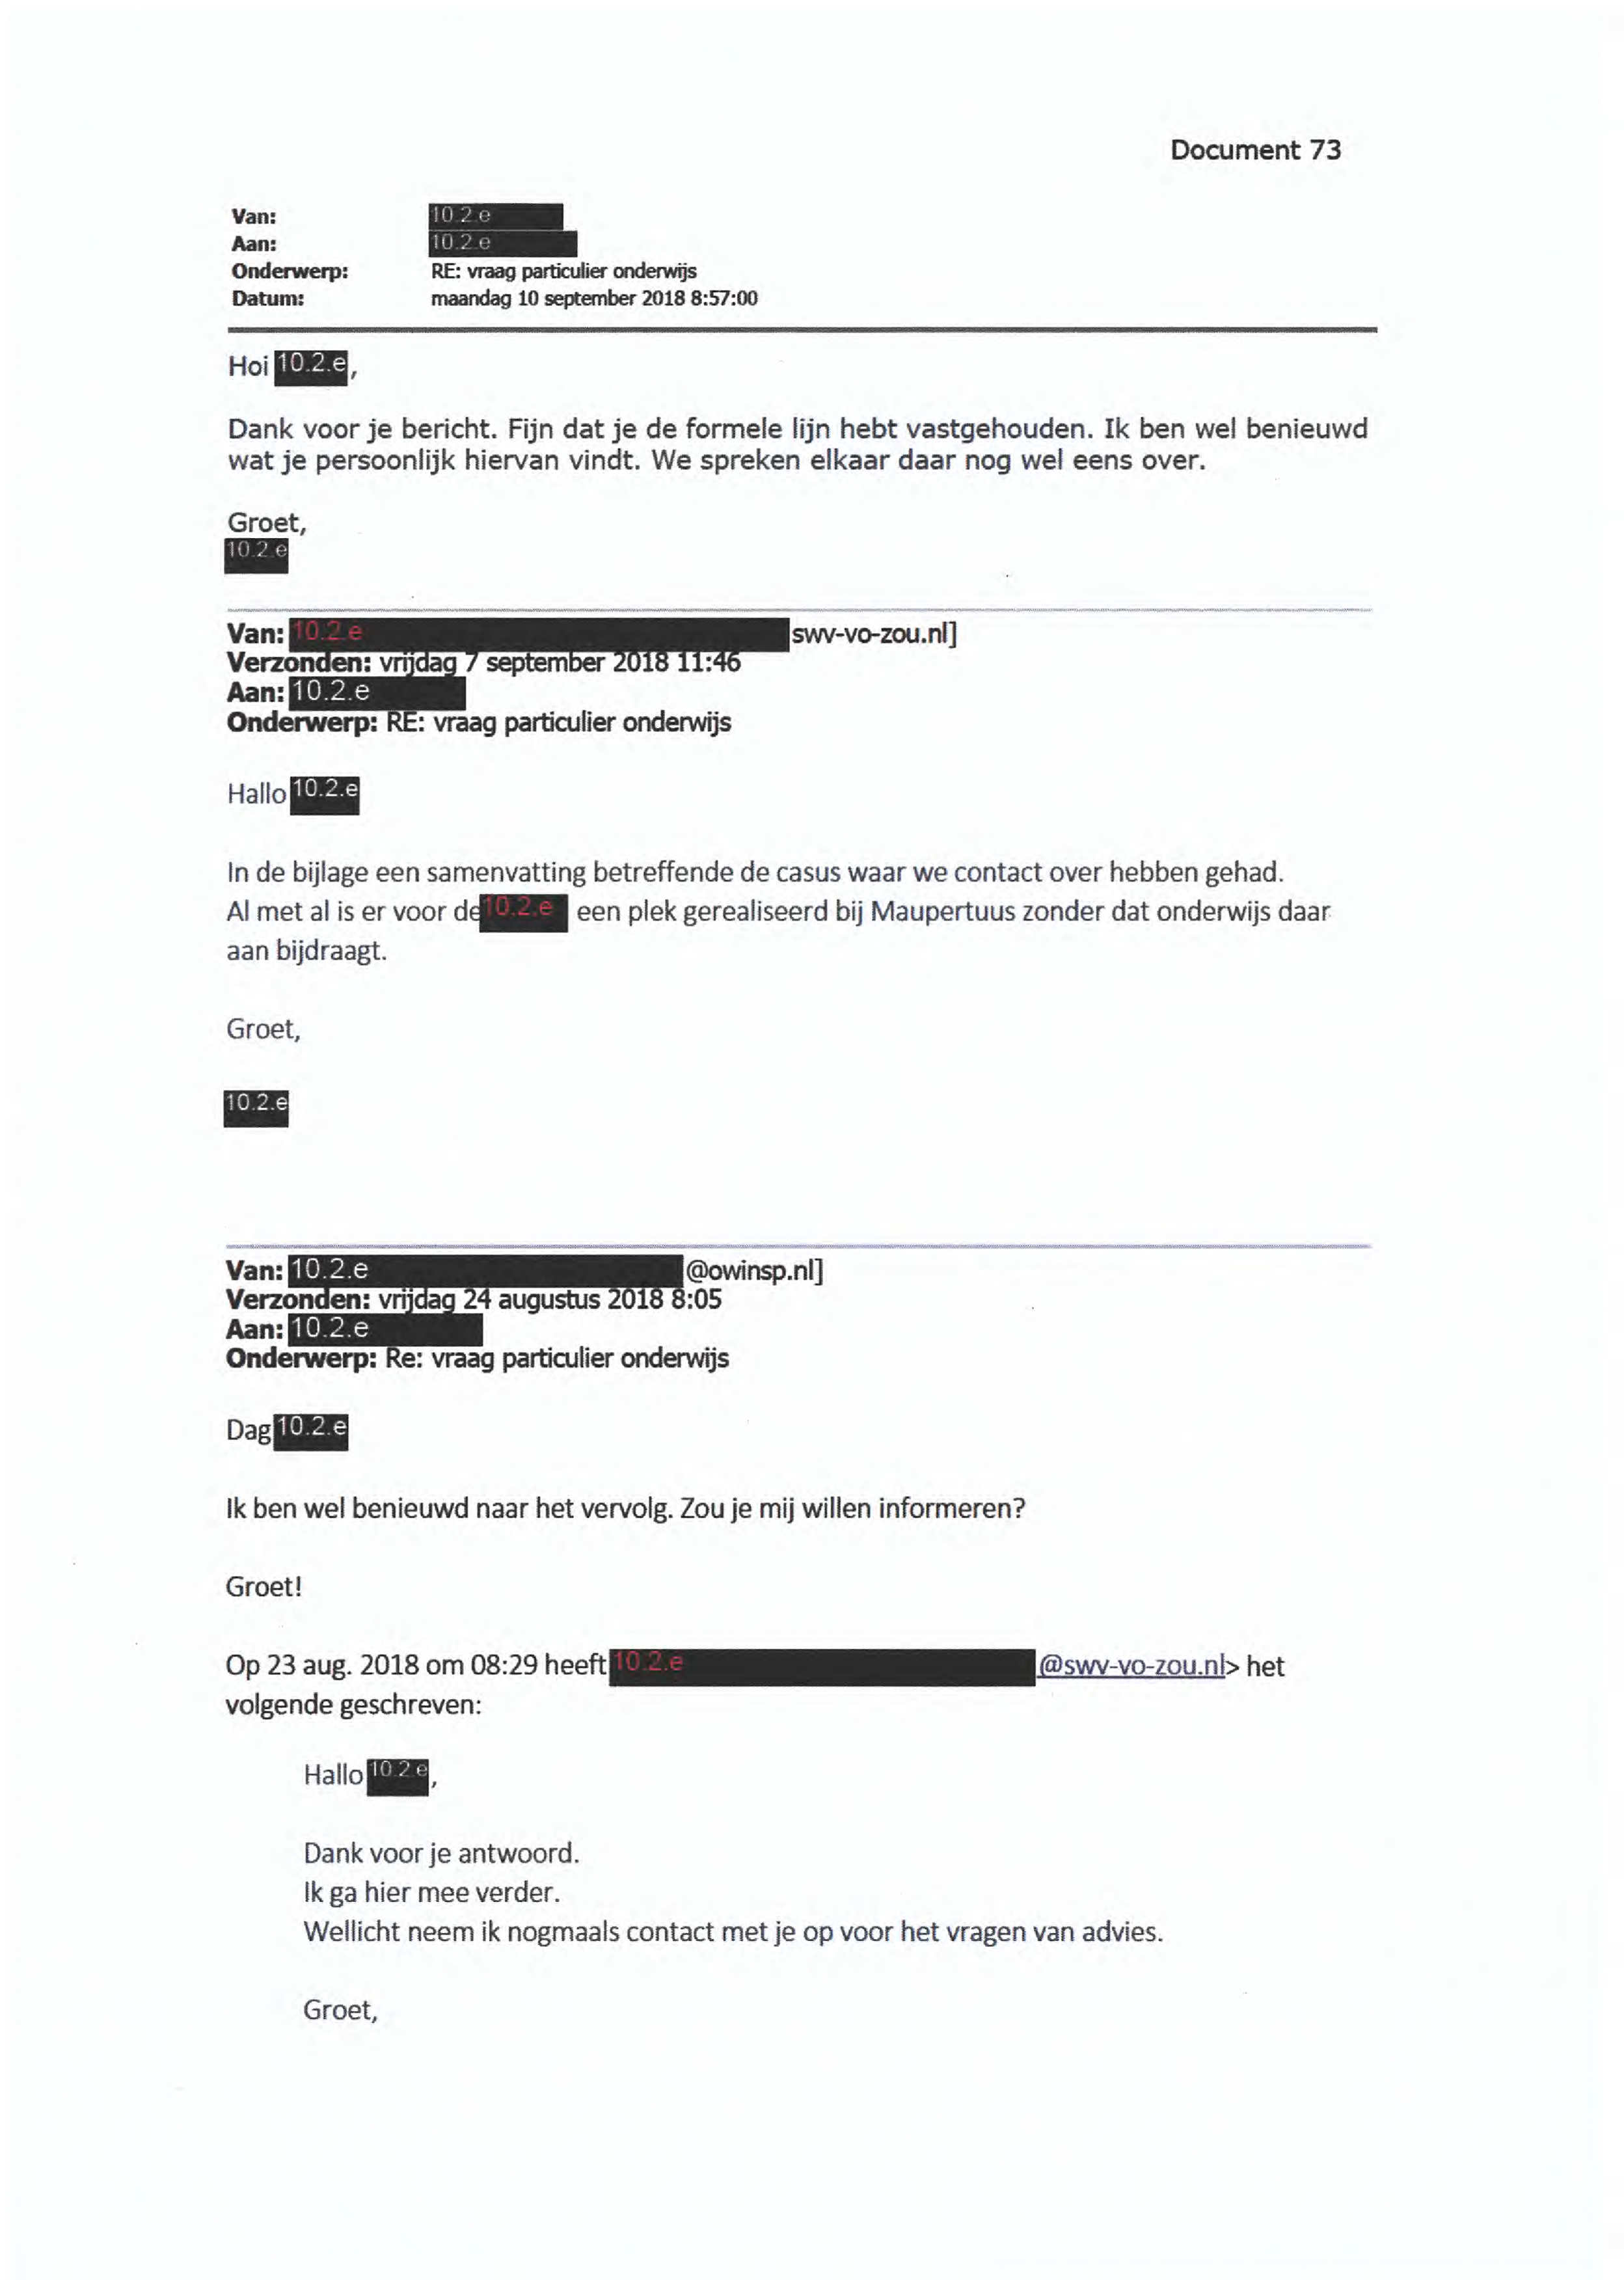 Document 73
Van: 10.2.e
Aan: 10.2.e
Onderwerp: RE: vraag particulier onderwijs
Datum: maandag 10 september 2018 8:57:00
Hoi 10.2.e,
Dank voor je bericht. Fijn dat je de formele lijn hebt vastgehouden. Ik ben wel benieuwd
wat je persoonlijk hiervan vindt. We spreken elkaar daar nog wel eens over.
Groet,
10.2.e
Van: 10.2.e swv-vo-zou.nl]
Verzonden: vrijdag 7 september 2018 11:46
Aan: 10.2.e
Onderwerp: RE: vraag particulier onderwijs
Hallo 10.2.e
In de bijlage een samenvatting betreffende de casus waar we contact over hebben gehad.
Al met al is er voor de 10.2.e een plek gerealiseerd bij Maupertuus zonder dat onderwijs daar
aan bijdraagt.
Groet,
10.2.e
Van: 10.2.e @owinsp.nl]
Verzonden: vrijdag 24 augustus 2018 8:05
Aan: 10.2.e
Onderwerp: Re: vraag particulier onderwijs
Dag 10.2.e
Ik ben wel benieuwd naar het vervolg. Zou je mij willen informeren?
Groet!
Op 23 aug. 2018 om 08:29 heeft 10.2.e @swv-vo-zou.nl> het
volgende geschreven:
Hallo 10.2.e,
Dank voor je antwoord.
Ik ga hier mee verder.
Wellicht neem ik nogmaals contact met je op voor het vragen van advies.
Groet,